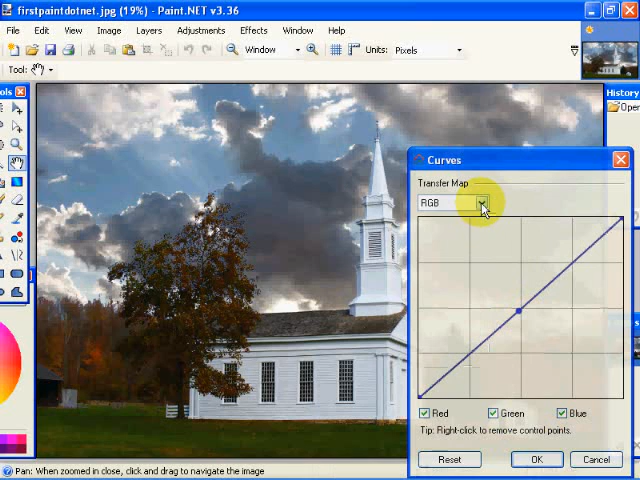 firstpaintdotnet.jpg (19%) - Paint.NET v3.36
File Edit View Image Layers Adjustments Effects Window Help
Window Units: Pixels
Tool:
ols
History
Open
Curves
Transfer Map
RGB
Red Green Blue
Tip: Right-click to remove control points.
Reset OK Cancel
Pan: When zoomed in close, click and drag to navigate the image